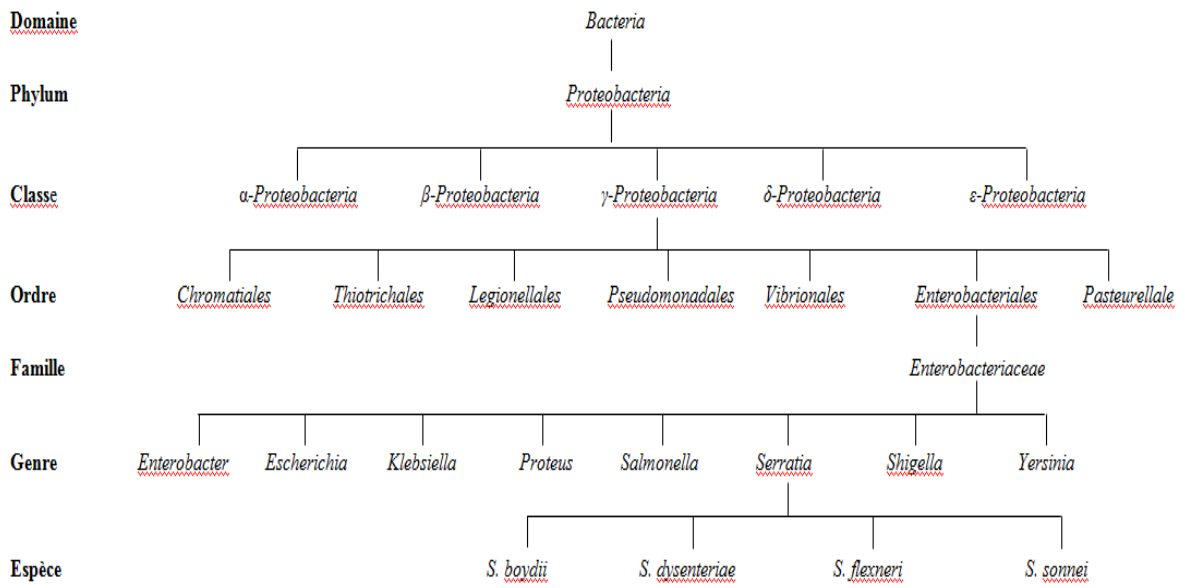 Domaine Bacteria
Phylum Proteobacteria
Classe α-Proteobacteria β-Proteobacteria γ-Proteobacteria δ-Proteobacteria ε-Proteobacteria
Ordre Chromatiales Thiotrichales Legionellales Pseudomonadales Vibrionales Enterobacteriales Pasteurellale
Famille Enterobacteriaceae
Genre Enterobacter Escherichia Klebsiella Proteus Salmonella Serratia Shigella Yersinia
Espèce S. boydii S. dysenteriae S. flexneri S. sonnei